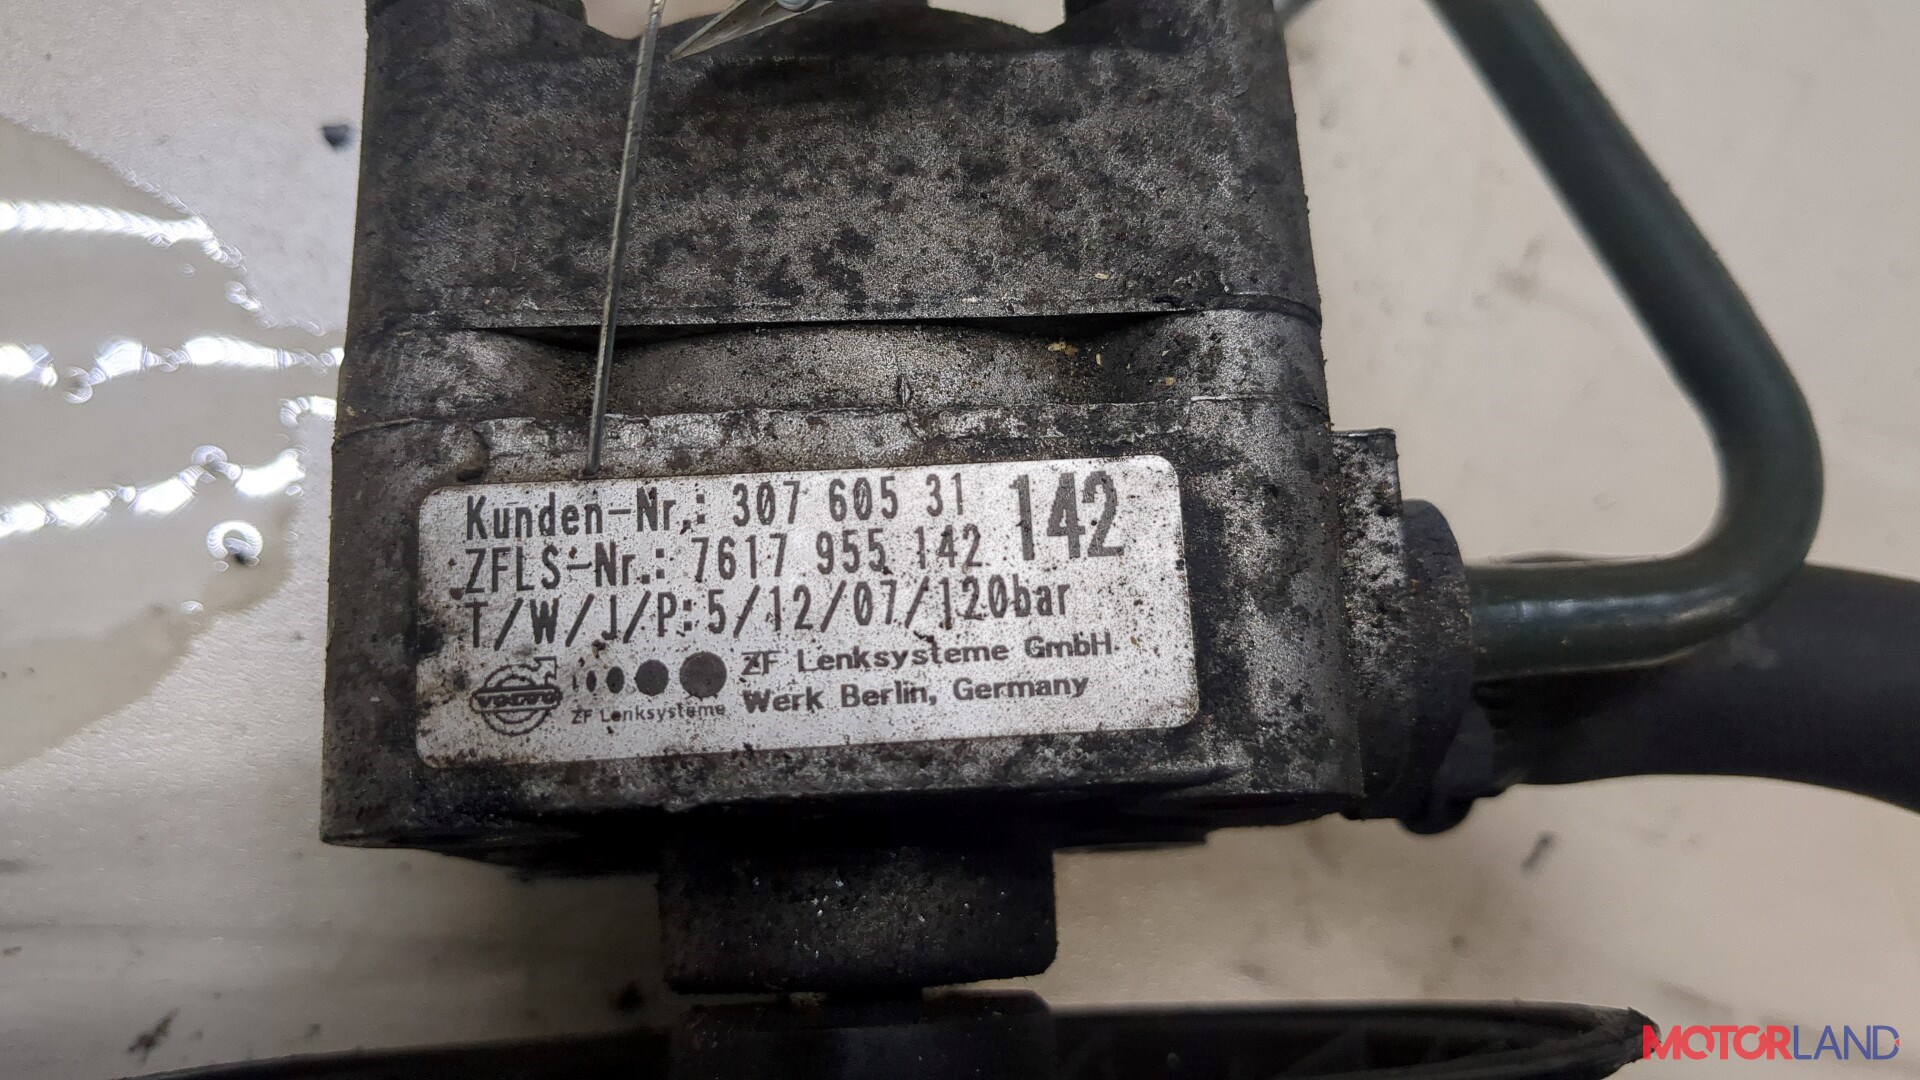 Kunden-Nr.: 307 605 31 142
ZFLS-Nr.: 7617 955 142
T/W/J/P:5/12/07/120bar
ZF Lenksysteme GmbH
VOLVO
ZF Lenksysteme
Werk Berlin, Germany
MOTORLAND